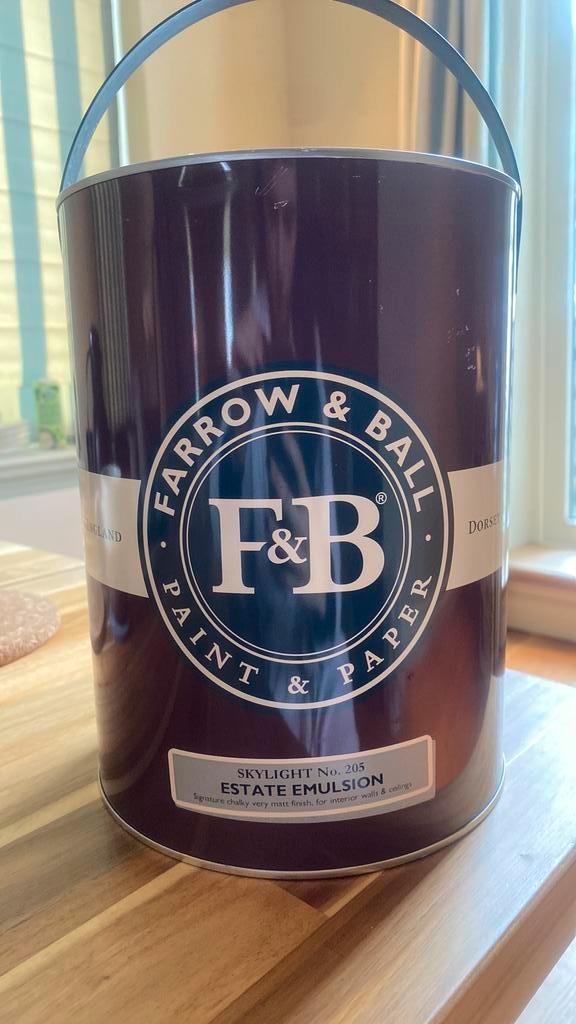 FARROW & BALL
F&B®
ENGLAND
DORSET
PAINT & PAPER
SKYLIGHT No. 205
ESTATE EMULSION
Signature chalky very matt finish, for interior walls & ceilings